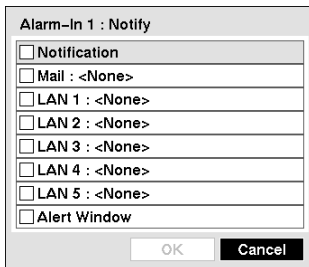 Alarm-In 1 : Notify
Notification
Mail : <None>
LAN 1 : <None>
LAN 2 : <None>
LAN 3 : <None>
LAN 4 : <None>
LAN 5 : <None>
Alert Window
OK Cancel